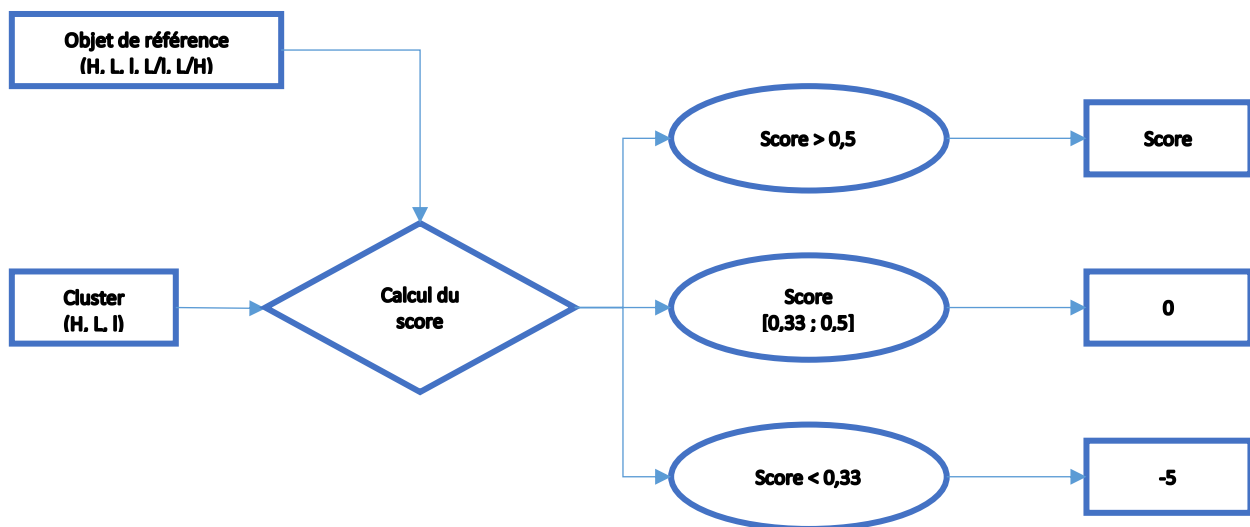 Objet de référence
(H, L, l, L/l, L/H)
Score > 0,5
Score
Cluster
(H, L, l)
Calcul du
score
Score
[0,33 ; 0,5]
0
Score < 0,33
-5